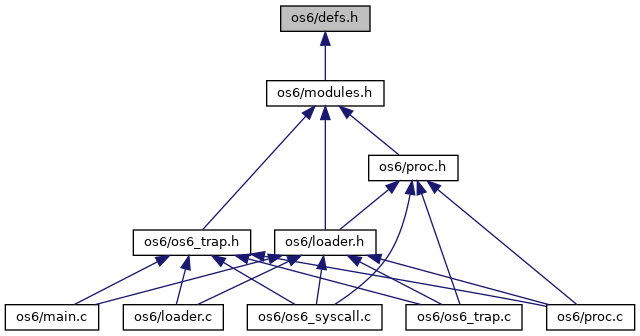 os6/defs.h
os6/modules.h
os6/proc.h
os6/os6_trap.h
os6/loader.h
os6/main.c
os6/loader.c
os6/os6_syscall.c
os6/os6_trap.c
os6/proc.c